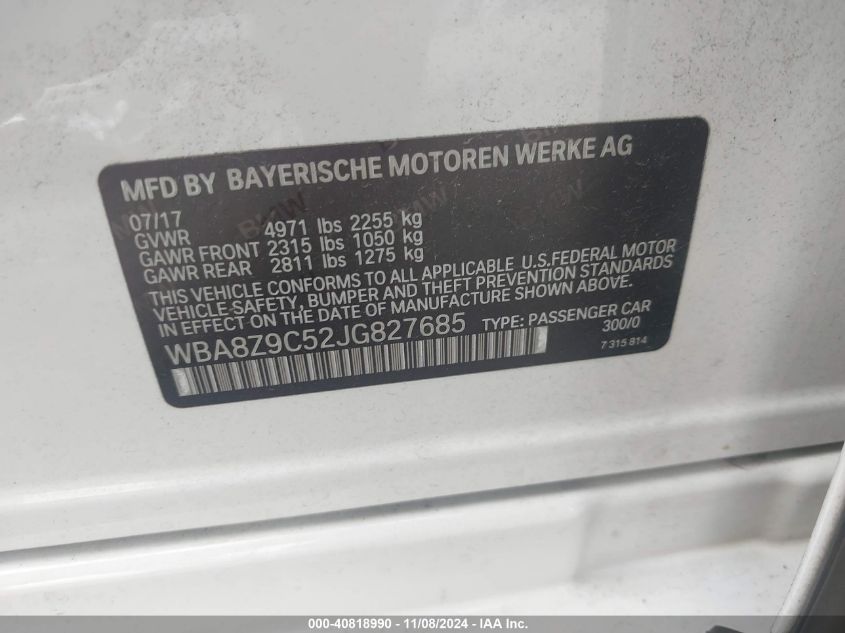 MFD BY BAYERISCHE MOTOREN WERKE AG
07/17
GVWR 4971 lbs 2255 kg
GAWR FRONT 2315 lbs 1050 kg
GAWR REAR 2811 lbs 1275 kg
THIS VEHICLE CONFORMS TO ALL APPLICABLE U.S.FEDERAL MOTOR
VEHICLE SAFETY, BUMPER AND THEFT PREVENTION STANDARDS
IN EFFECT ON THE DATE OF MANUFACTURE SHOWN ABOVE.
WBA8Z9C52JG827685 TYPE: PASSENGER CAR
300/0
7 315 814
000-40818990 - 11/08/2024 - IAA Inc.